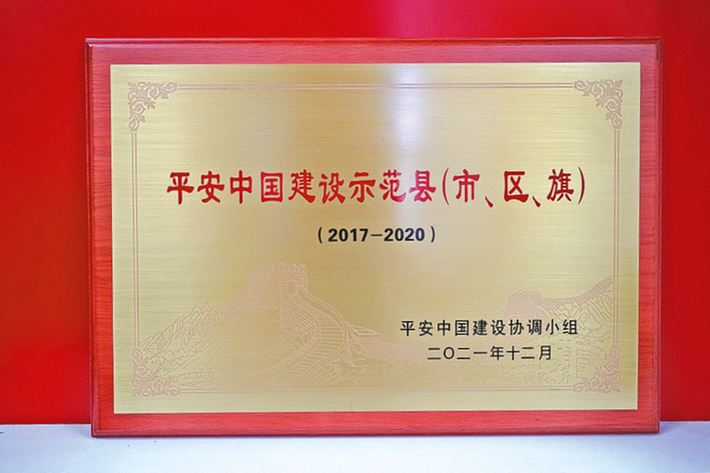 平安中国建设示范县(市、区、旗)
(2017-2020)
平安中国建设协调小组
二〇二一年十二月